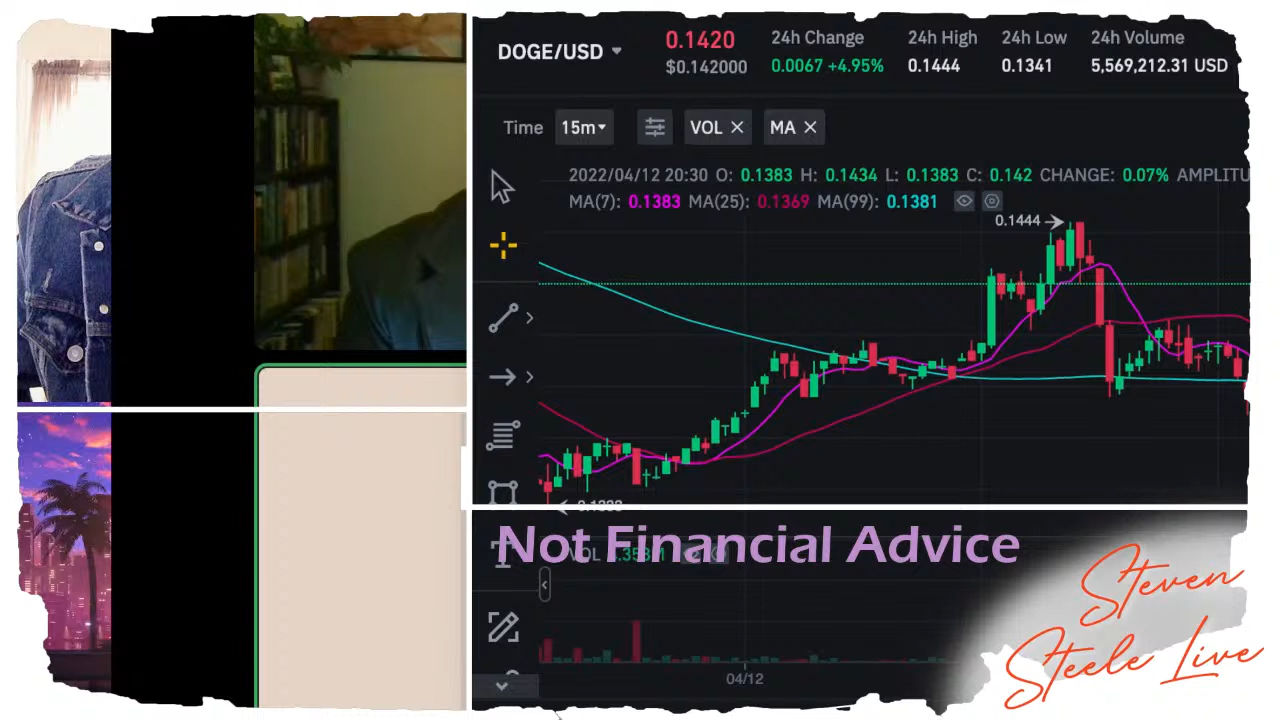 DOGE/USD
0.1420
$0.142000
24h Change
0.0067 +4.95%
24h High
0.1444
24h Low
0.1341
24h Volume
5,569,212.31 USD
Time 15m VOL MA
2022/04/12 20:30 O: 0.1383 H: 0.1434 L: 0.1383 C: 0.142 CHANGE: 0.07% AMPLITU
MA(7): 0.1383 MA(25): 0.1369 MA(99): 0.1381
0.1444
Not Financial Advice
04/12
Steven
Steele Live